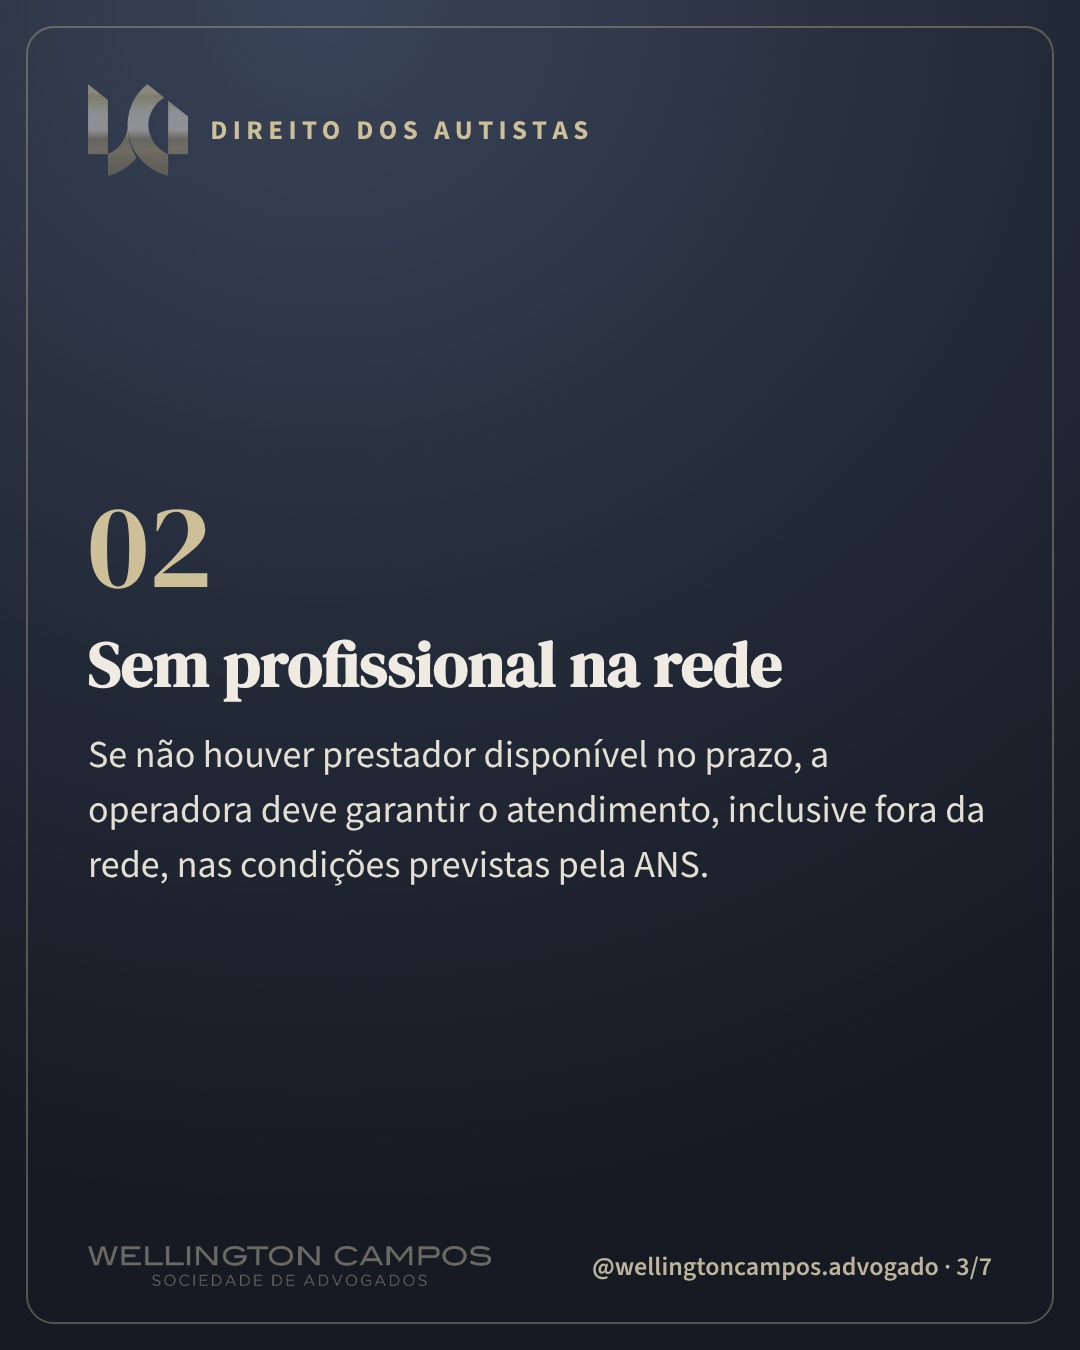 DIREITO DOS AUTISTAS
02
Sem profissional na rede
Se não houver prestador disponível no prazo, a
operadora deve garantir o atendimento, inclusive fora da
rede, nas condições previstas pela ANS.
WELLINGTON CAMPOS
SOCIEDADE DE ADVOGADOS
@wellingtoncampos.advogado · 3/7